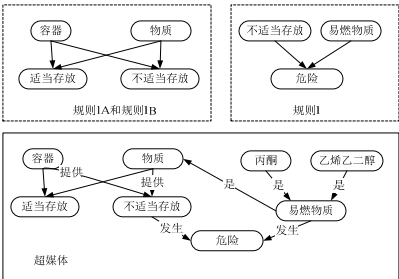 容器
物质
适当存放
不适当存放
规则1A和规则1B
不适当存放
易燃物质
危险
规则1
容器
物质
丙酮
乙烯乙二醇
提供
提供
是
是
是
适当存放
不适当存放
易燃物质
发生
发生
危险
超媒体